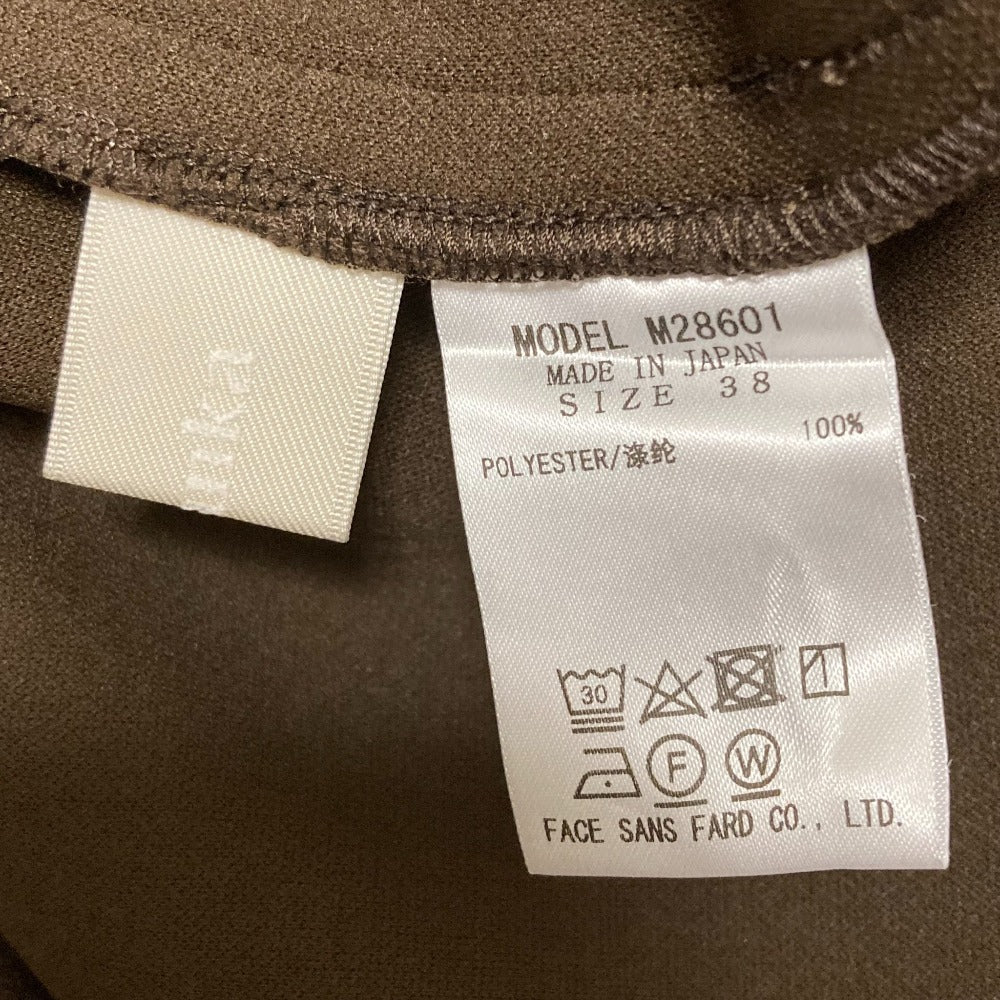 MODEL M28601
MADE IN JAPAN
SIZE 38
100%
POLYESTER/涤纶
30
F W
FACE SANS FARD CO., LTD.